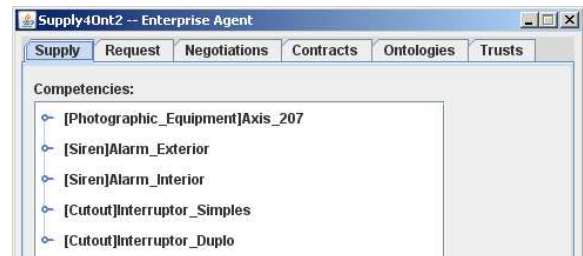 Supply4Ont2 -- Enterprise Agent
Supply Request Negotiations Contracts Ontologies Trusts
Competencies:
[Photographic_Equipment]Axis_207
[Siren]Alarm_Exterior
[Siren]Alarm_Interior
[Cutout]Interruptor_Simples
[Cutout]Interruptor_Duplo